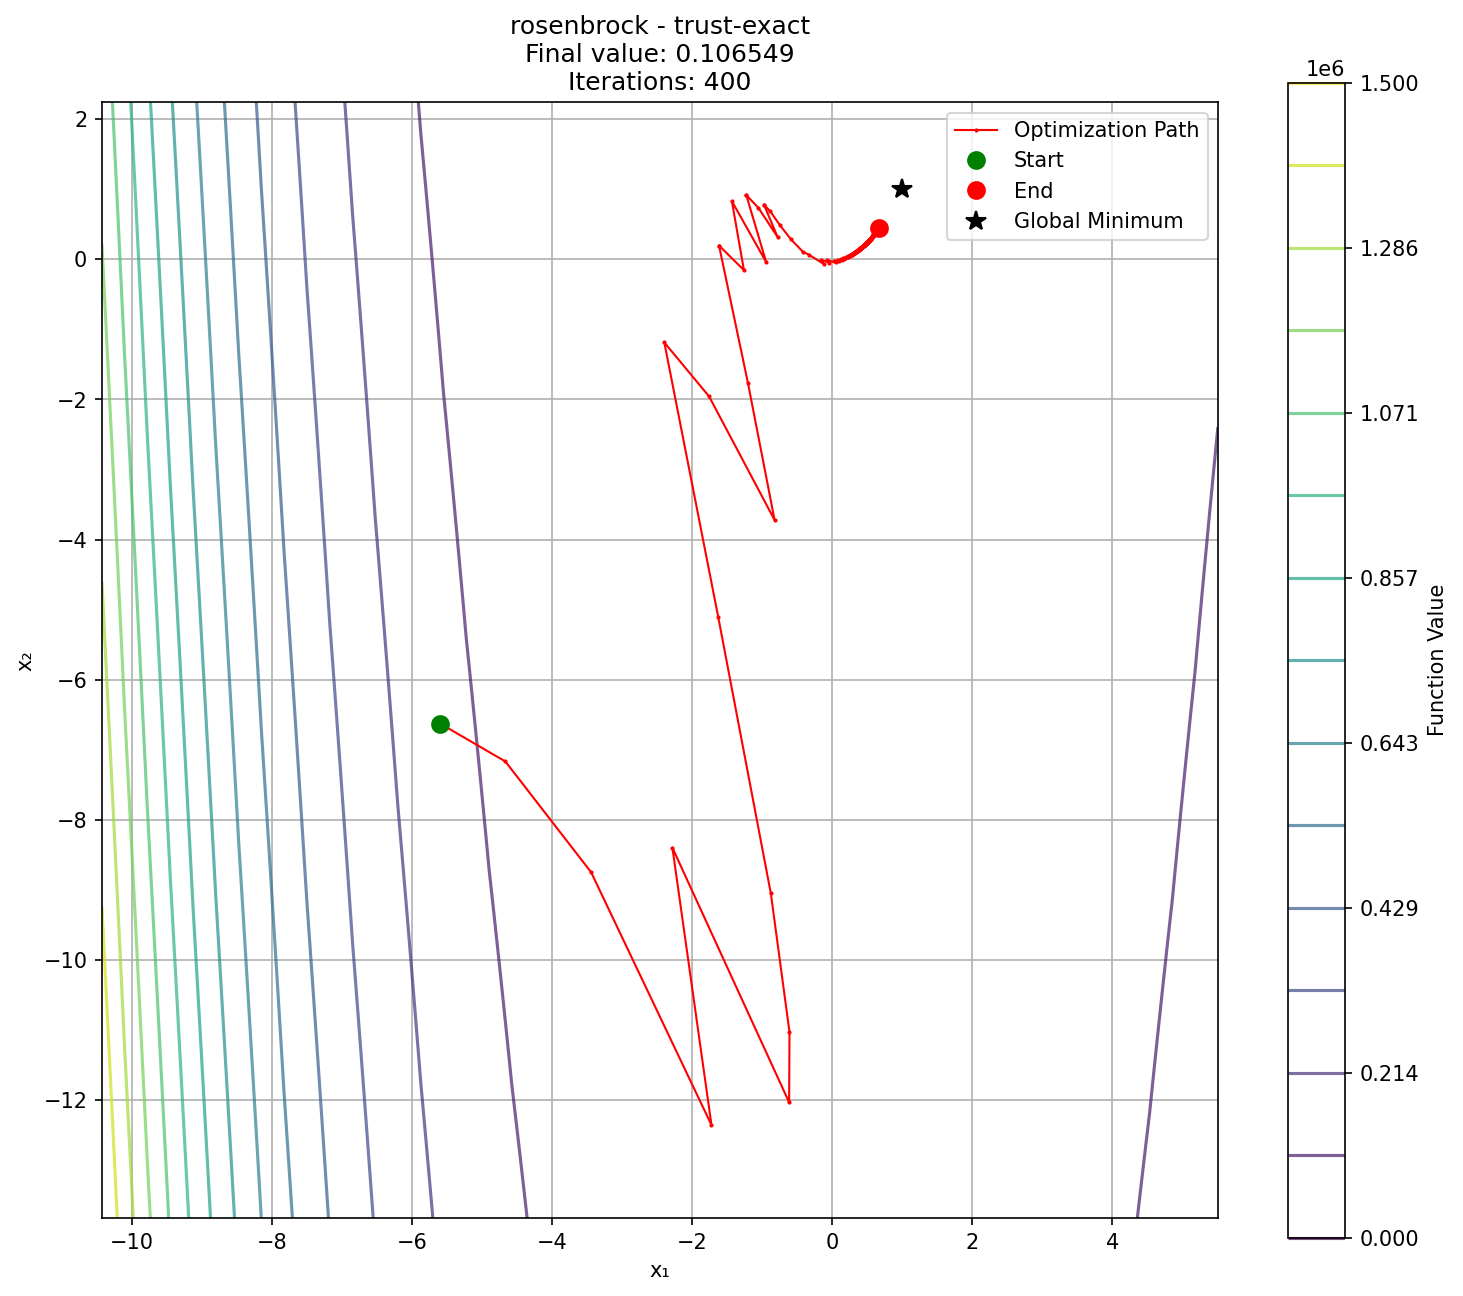 rosenbrock - trust-exact
Final value: 0.106549
Iterations: 400
1e6
1.500
1.286
1.071
0.857
0.643
0.429
0.214
0.000
Function Value
Optimization Path
Start
End
Global Minimum
2
0
−2
−4
−6
−8
−10
−12
x₂
−10
−8
−6
−4
−2
0
2
4
x₁